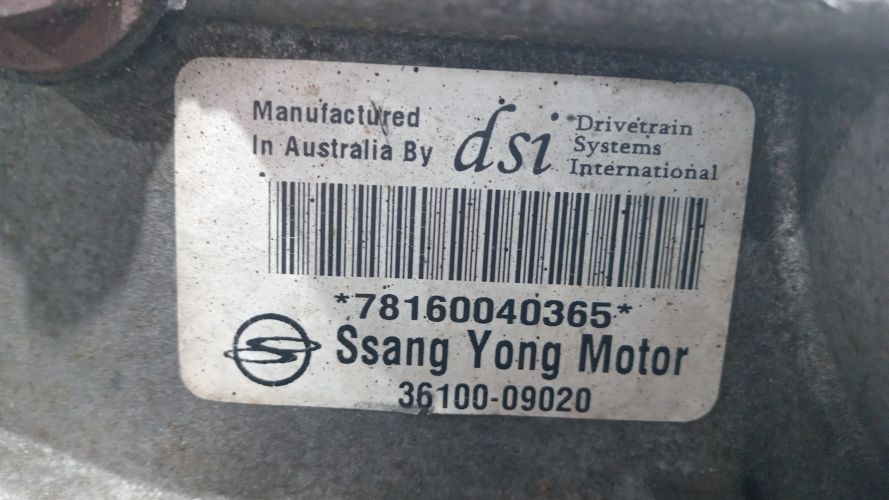 Manufactured
In Australia By
dsi
Drivetrain
Systems
International
*78160040365*
Ssang Yong Motor
36100-09020